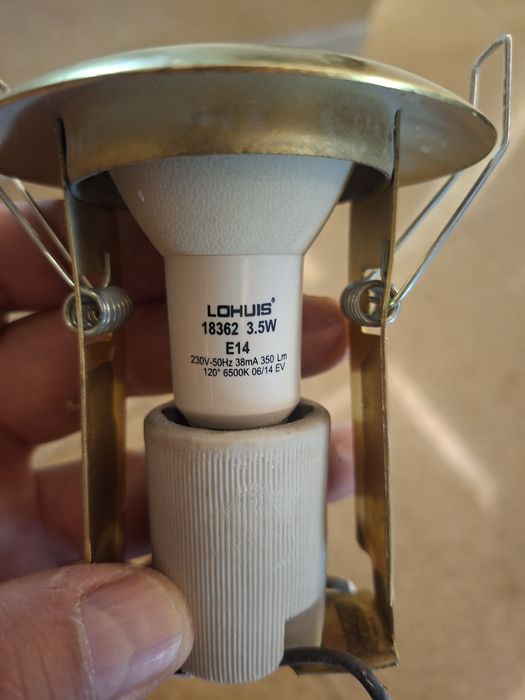 LOHUIS®
18362 3.5W
E14
230V-50Hz 38mA 350 Lm
120° 6500K 06/14 EV